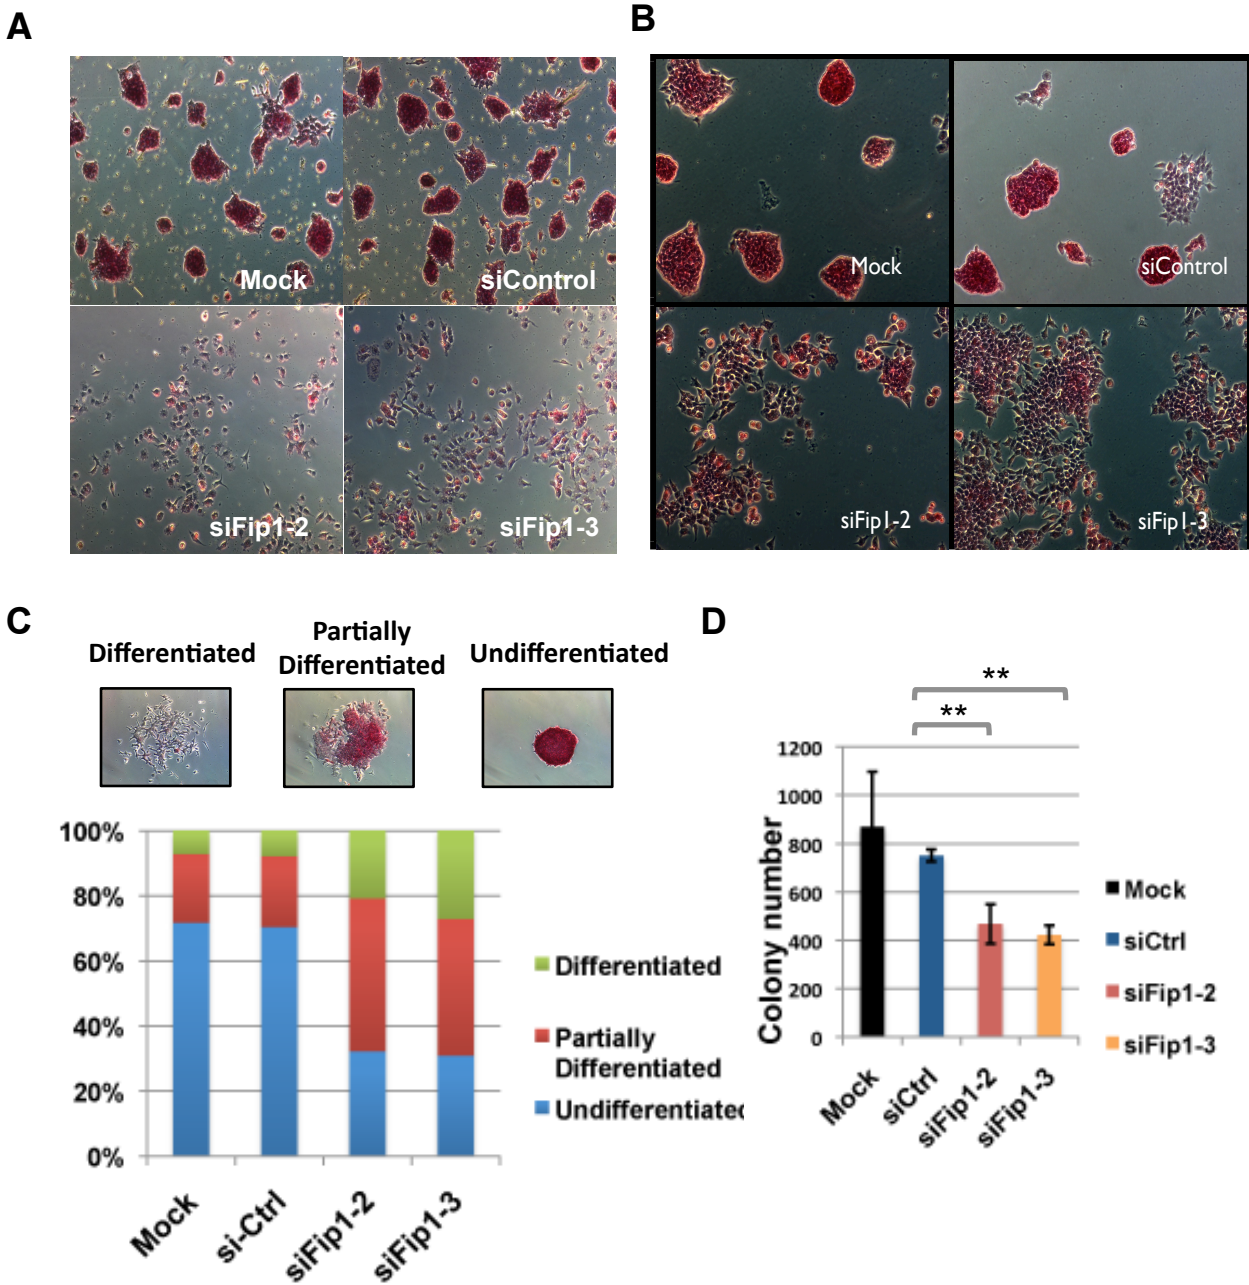 A
B
Mock
siControl
siFip1-2
siFip1-3
Mock
siControl
siFip1-2
siFip1-3
C
D
Differentiated
Partially
Differentiated
Undifferentiated
100%
80%
60%
40%
20%
0%
Mock
si-Ctrl
siFip1-2
siFip1-3
Differentiated
Partially
Differentiated
Undifferentiated
**
**
Colony number
1200
1000
800
600
400
200
0
Mock
siCtrl
siFip1-2
siFip1-3
Mock
siCtrl
siFip1-2
siFip1-3